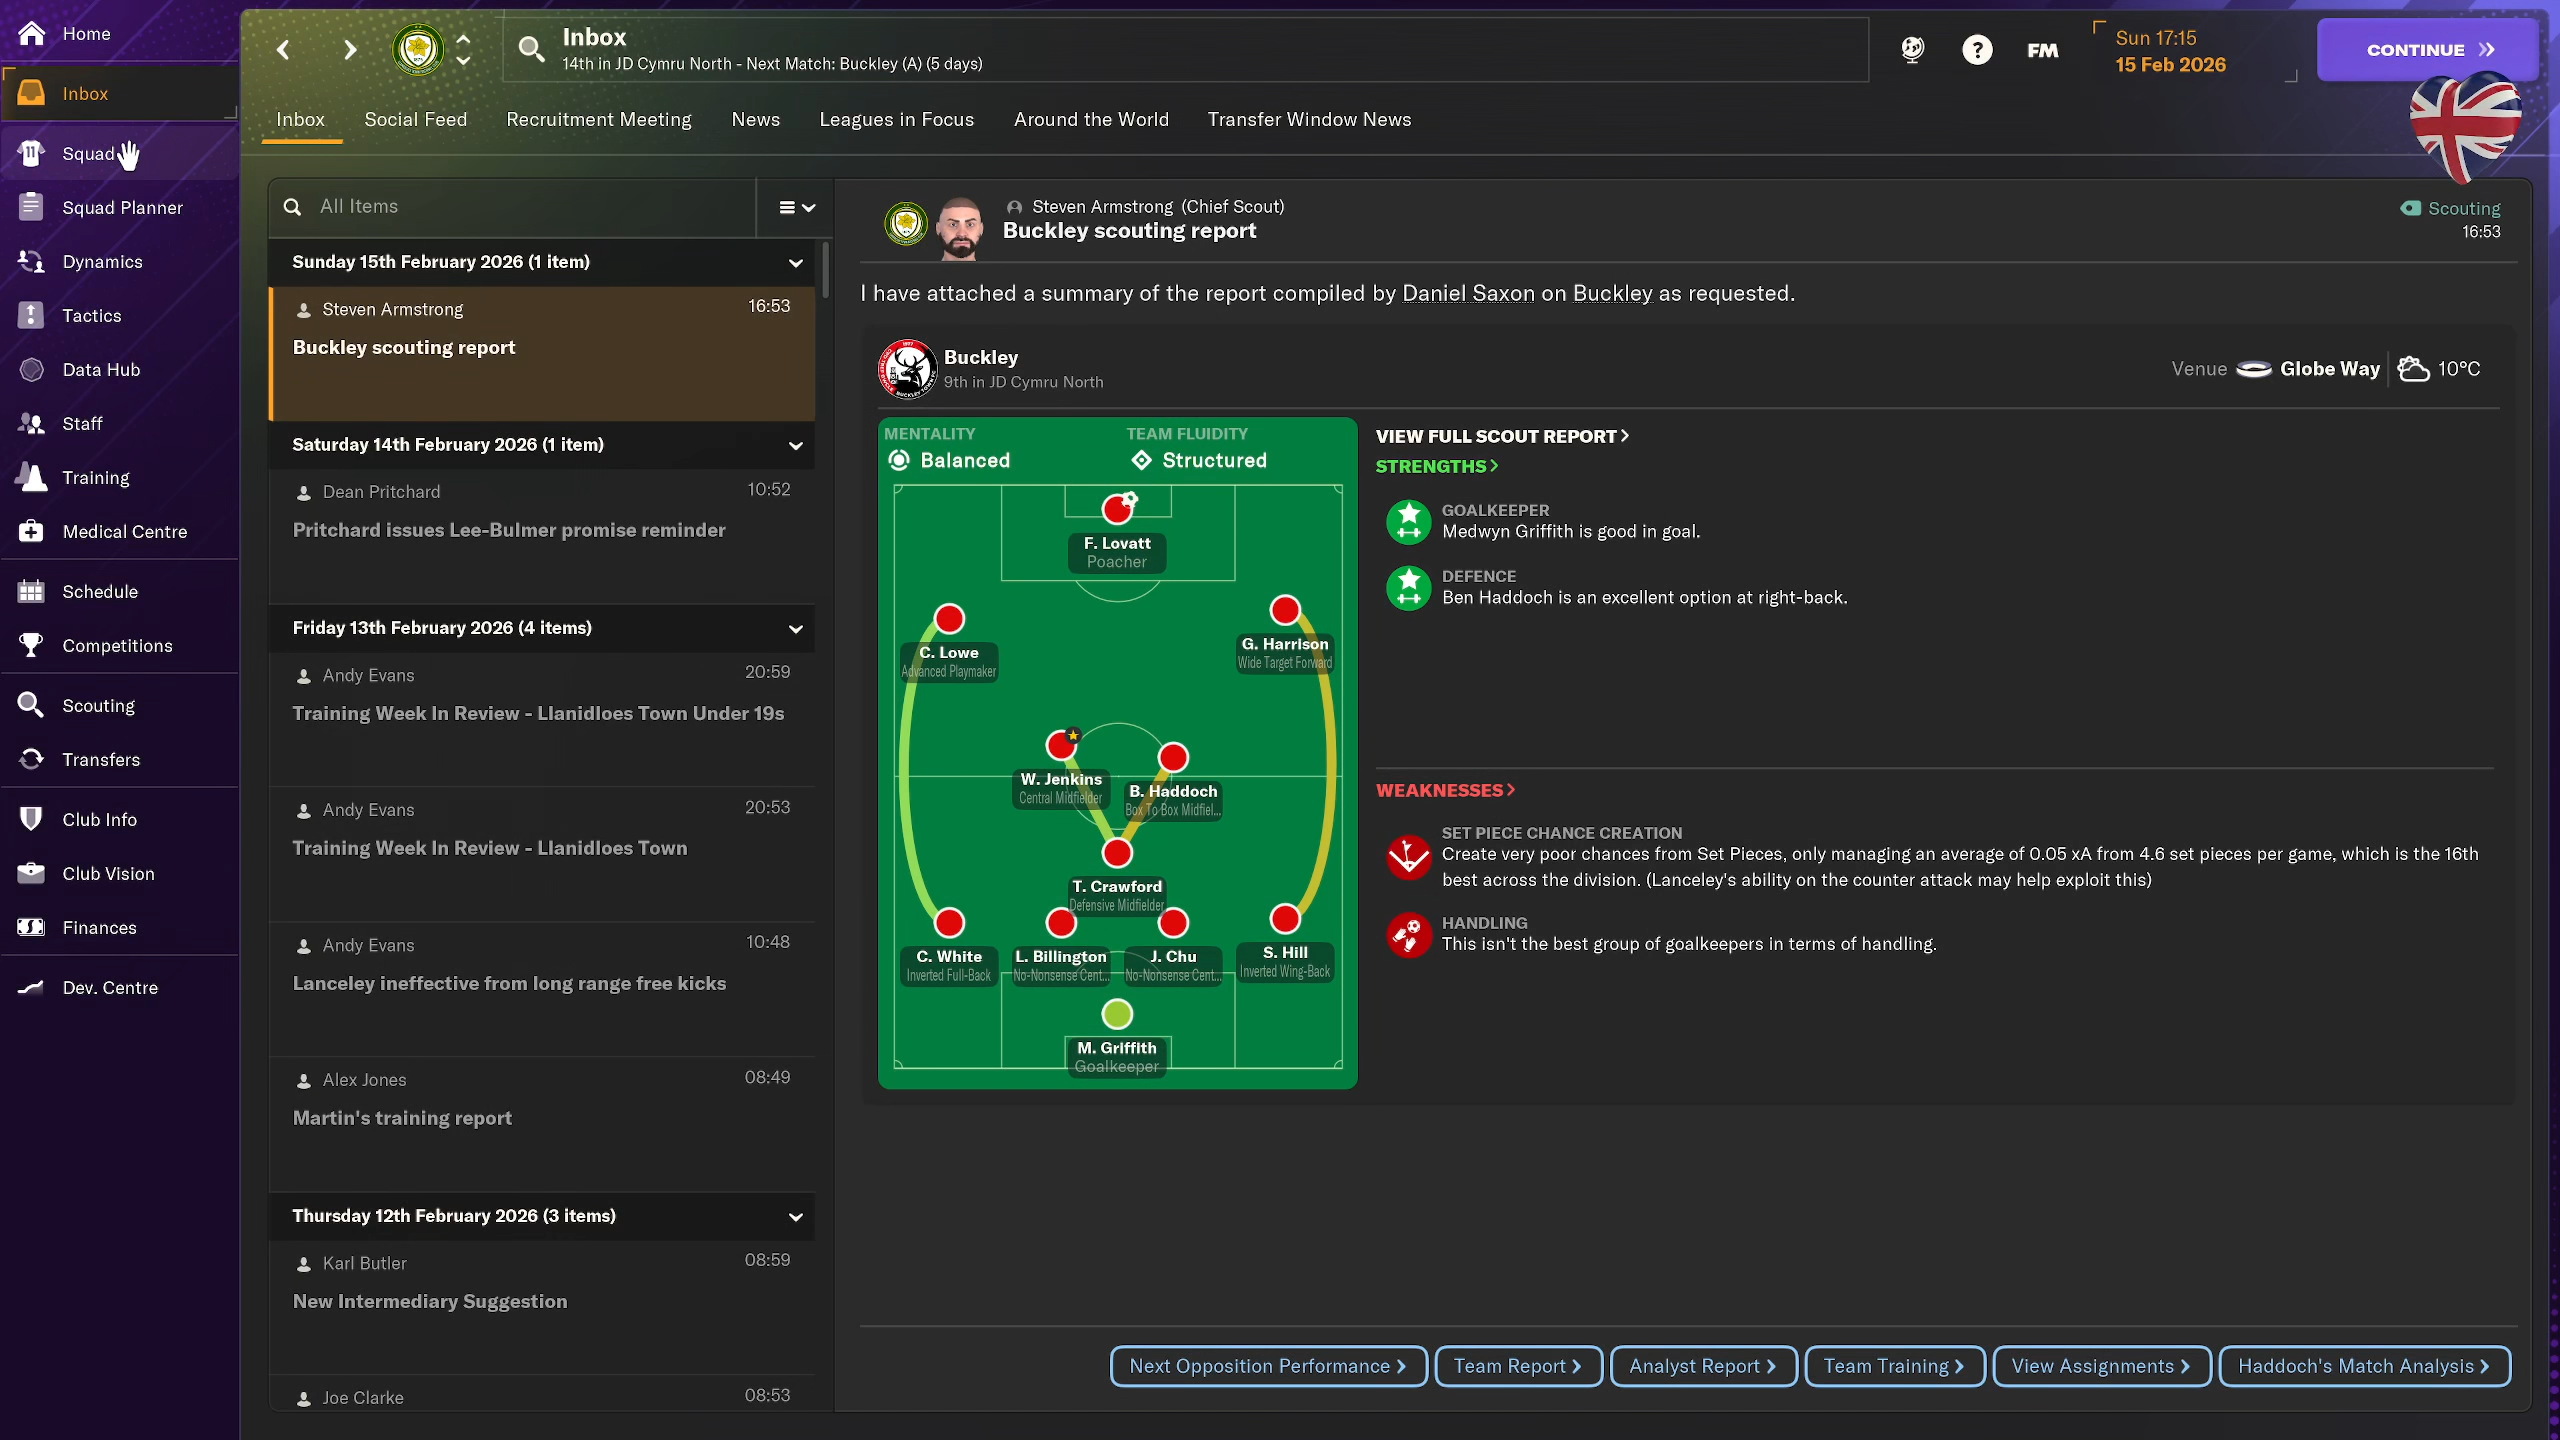 Home
Inbox
Squad
Squad Planner
Dynamics
Tactics
Data Hub
Staff
Training
Medical Centre
Schedule
Competitions
Scouting
Transfers
Club Info
Club Vision
Finances
Dev. Centre
Inbox
14th in JD Cymru North - Next Match: Buckley (A) (5 days)
FM
Sun 17:15
15 Feb 2026
CONTINUE
Inbox
Social Feed
Recruitment Meeting
News
Leagues in Focus
Around the World
Transfer Window News
All Items
Sunday 15th February 2026 (1 item)
Steven Armstrong
16:53
Buckley scouting report
Saturday 14th February 2026 (1 item)
Dean Pritchard
10:52
Pritchard issues Lee-Bulmer promise reminder
Friday 13th February 2026 (4 items)
Andy Evans
20:59
Training Week In Review - Llanidloes Town Under 19s
Andy Evans
20:53
Training Week In Review - Llanidloes Town
Andy Evans
10:48
Lanceley ineffective from long range free kicks
Alex Jones
08:49
Martin's training report
Thursday 12th February 2026 (3 items)
Karl Butler
08:59
New Intermediary Suggestion
Joe Clarke
08:53
Steven Armstrong (Chief Scout)
Buckley scouting report
Scouting
16:53
I have attached a summary of the report compiled by Daniel Saxon on Buckley as requested.
Buckley
9th in JD Cymru North
Venue
Globe Way
10°C
MENTALITY
Balanced
TEAM FLUIDITY
Structured
F. Lovatt
Poacher
C. Lowe
Advanced Playmaker
G. Harrison
Wide Target Forward
W. Jenkins
Central Midfielder
B. Haddoch
Box To Box Midfiel...
T. Crawford
Defensive Midfielder
C. White
Inverted Full-Back
L. Billington
No-Nonsense Cent...
J. Chu
No-Nonsense Cent...
S. Hill
Inverted Wing-Back
M. Griffith
Goalkeeper
VIEW FULL SCOUT REPORT
STRENGTHS
GOALKEEPER
Medwyn Griffith is good in goal.
DEFENCE
Ben Haddoch is an excellent option at right-back.
WEAKNESSES
SET PIECE CHANCE CREATION
Create very poor chances from Set Pieces, only managing an average of 0.05 xA from 4.6 set pieces per game, which is the 16th
best across the division. (Lanceley's ability on the counter attack may help exploit this)
HANDLING
This isn't the best group of goalkeepers in terms of handling.
Next Opposition Performance
Team Report
Analyst Report
Team Training
View Assignments
Haddoch's Match Analysis